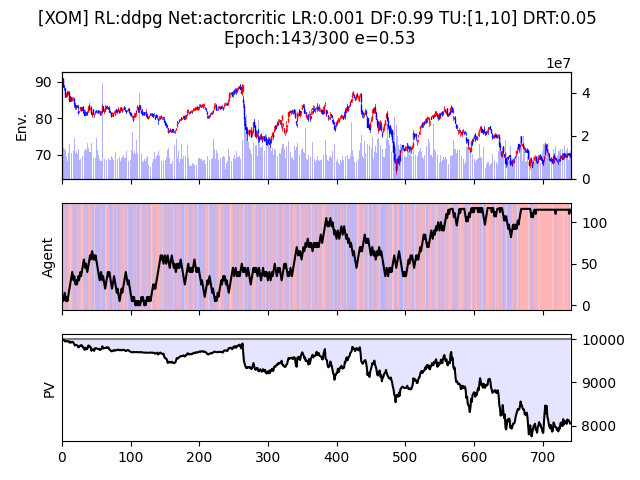 [XOM] RL:ddpg Net:actorcritic LR:0.001 DF:0.99 TU:[1,10] DRT:0.05
Epoch:143/300 e=0.53
1e7
90
80
70
Env.
4
2
0
Agent
100
50
0
PV
10000
9000
8000
0 100 200 300 400 500 600 700